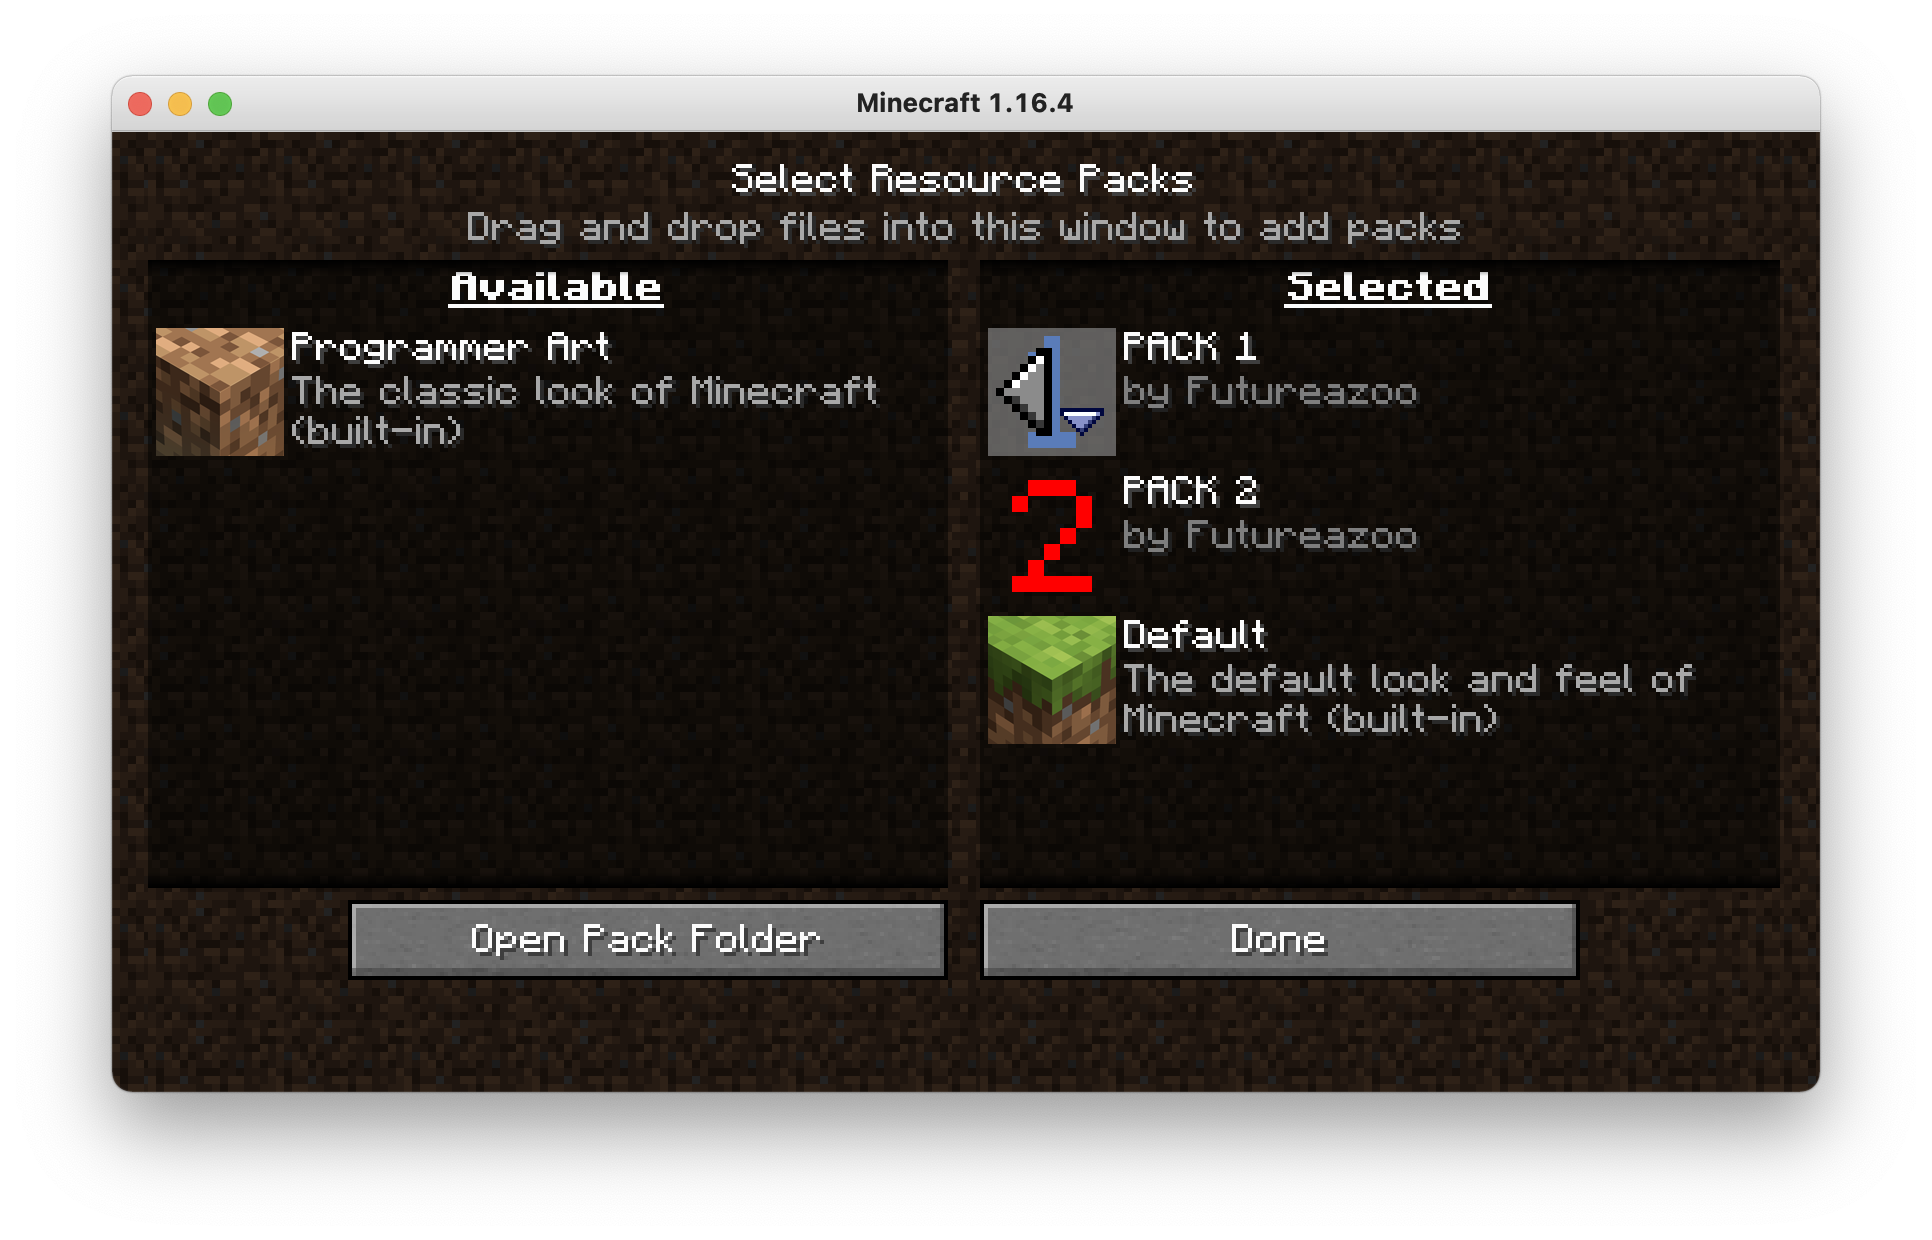 Minecraft 1.16.4
Select Resource Packs
Drag and drop files into this window to add packs
Available
Programmer Art
The classic look of Minecraft
(built-in)
Selected
1
PACK 1
by Futureazoo
2
PACK 2
by Futureazoo
Default
The default look and feel of
Minecraft (built-in)
Open Pack Folder
Done